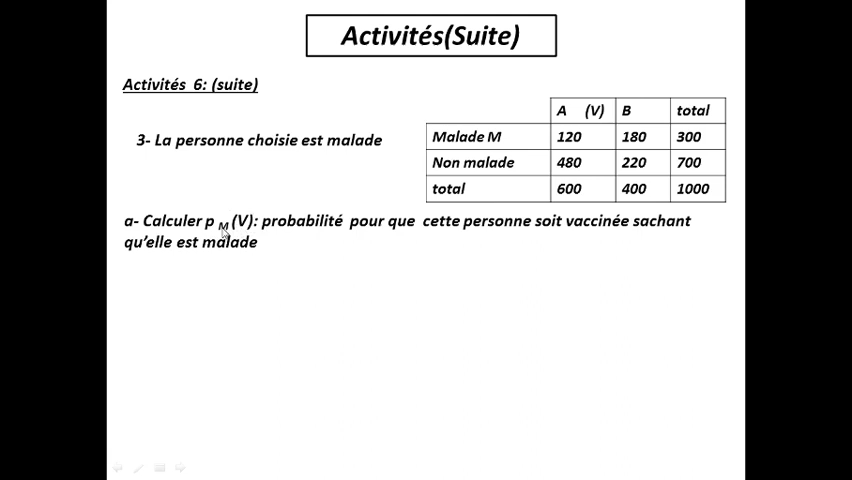 Activités(Suite)
Activités 6: (suite)
3- La personne choisie est malade
A (V) B total
Malade M 120 180 300
Non malade 480 220 700
total 600 400 1000
a- Calculer p M (V): probabilité pour que cette personne soit vaccinée sachant
qu'elle est malade